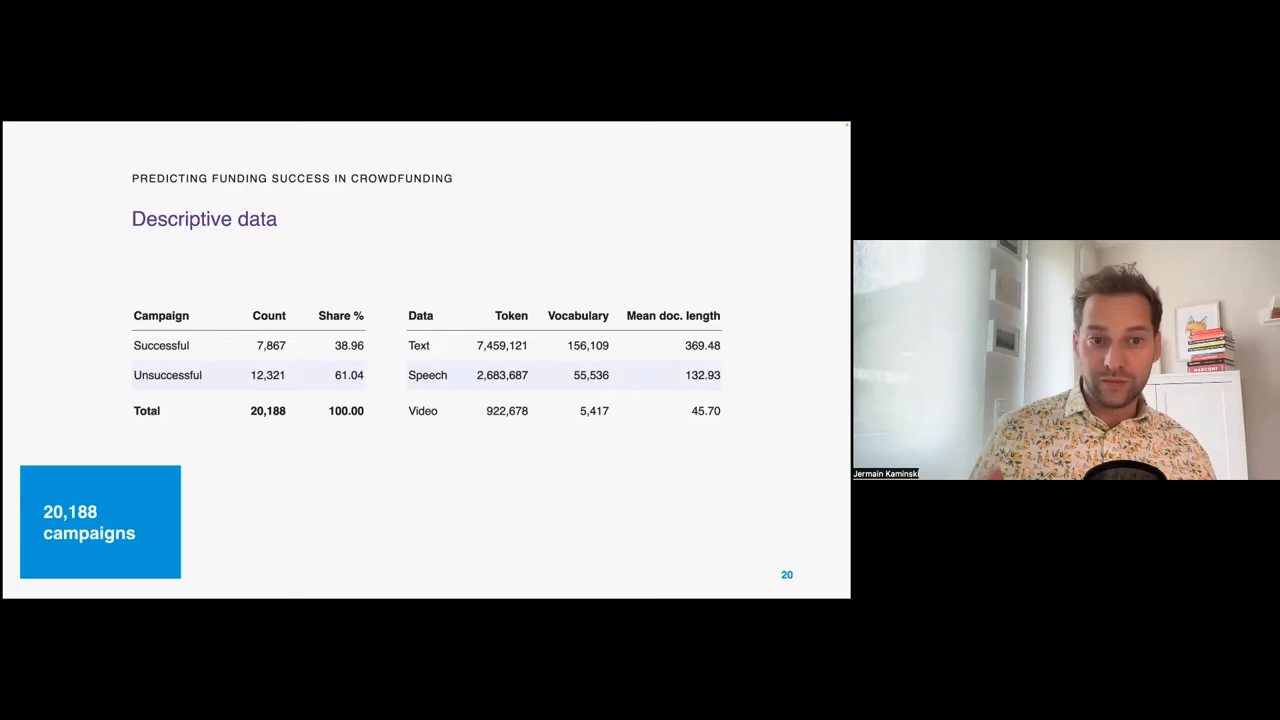 PREDICTING FUNDING SUCCESS IN CROWDFUNDING
Descriptive data
Campaign Count Share %
Successful 7,867 38.96
Unsuccessful 12,321 61.04
Total 20,188 100.00
Data Token Vocabulary Mean doc. length
Text 7,459,121 156,109 369.48
Speech 2,683,687 55,536 132.93
Video 922,678 5,417 45.70
20,188
campaigns
20
MARCONI
Jermain Kaminski